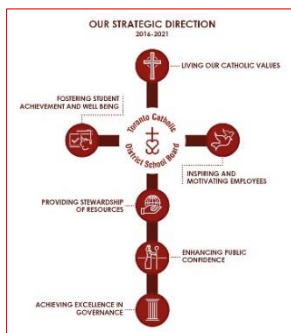 OUR STRATEGIC DIRECTION
2016-2021
LIVING OUR CATHOLIC VALUES
FOSTERING STUDENT
ACHIEVEMENT AND WELL BEING
Toronto Catholic
District School Board
INSPIRING AND
MOTIVATING EMPLOYEES
PROVIDING STEWARDSHIP
OF RESOURCES
ENHANCING PUBLIC
CONFIDENCE
ACHIEVING EXCELLENCE IN
GOVERNANCE